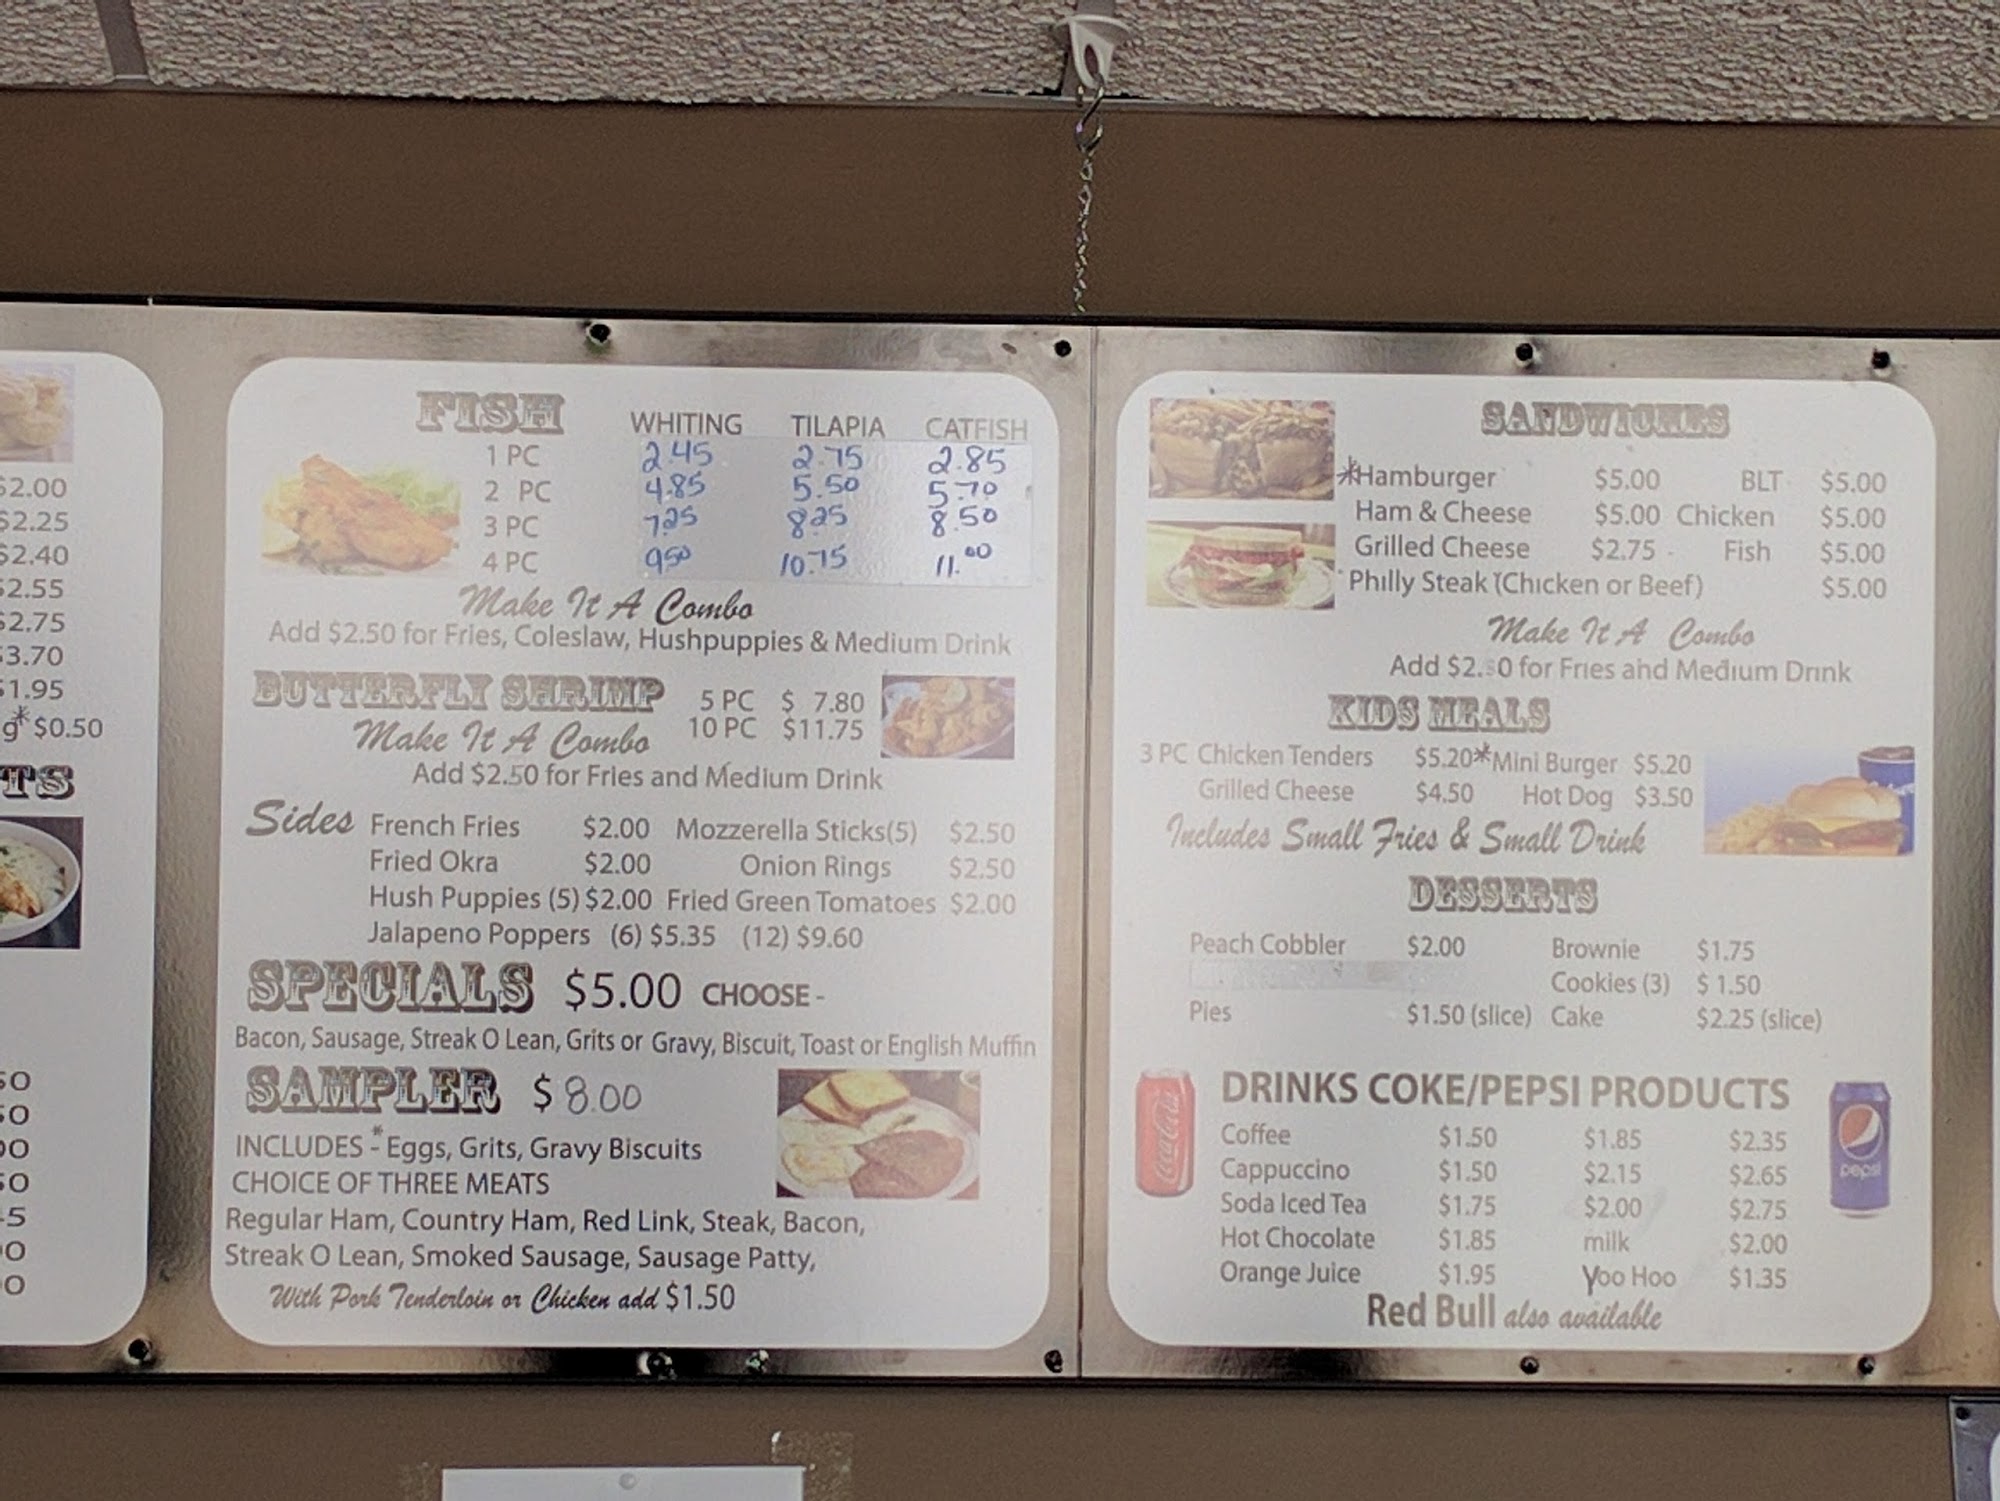 $2.00
$2.25
$2.40
$2.55
$2.75
$3.70
$1.95
g* $0.50
TS
FISH WHITING TILAPIA CATFISH
1 PC 2.45 2.75 2.85
2 PC 4.85 5.50 5.70
3 PC 7.25 8.25 8.50
4 PC 9.50 10.75 11.00
Make It A Combo
Add $2.50 for Fries, Coleslaw, Hushpuppies & Medium Drink
BUTTERFLY SHRIMP 5 PC $ 7.80
Make It A Combo 10 PC $11.75
Add $2.50 for Fries and Medium Drink
Sides French Fries $2.00 Mozzerella Sticks(5) $2.50
Fried Okra $2.00 Onion Rings $2.50
Hush Puppies (5) $2.00 Fried Green Tomatoes $2.00
Jalapeno Poppers (6) $5.35 (12) $9.60
SPECIALS $5.00 CHOOSE -
Bacon, Sausage, Streak O Lean, Grits or Gravy, Biscuit, Toast or English Muffin
SAMPLER $ 8.00
INCLUDES - *Eggs, Grits, Gravy Biscuits
CHOICE OF THREE MEATS
Regular Ham, Country Ham, Red Link, Steak, Bacon,
Streak O Lean, Smoked Sausage, Sausage Patty,
With Pork Tenderloin or Chicken add $1.50
SANDWICHES
*Hamburger $5.00 BLT $5.00
Ham & Cheese $5.00 Chicken $5.00
Grilled Cheese $2.75 Fish $5.00
Philly Steak (Chicken or Beef) $5.00
Make It A Combo
Add $2.50 for Fries and Medium Drink
KIDS MEALS
3 PC Chicken Tenders $5.20 *Mini Burger $5.20
Grilled Cheese $4.50 Hot Dog $3.50
Includes Small Fries & Small Drink
DESSERTS
Peach Cobbler $2.00 Brownie $1.75
Cookies (3) $ 1.50
Pies $1.50 (slice) Cake $2.25 (slice)
DRINKS COKE/PEPSI PRODUCTS
Coffee $1.50 $1.85 $2.35
Cappuccino $1.50 $2.15 $2.65
Soda Iced Tea $1.75 $2.00 $2.75
Hot Chocolate $1.85 milk $2.00
Orange Juice $1.95 Yoo Hoo $1.35
Red Bull also available
Coca-Cola
pepsi